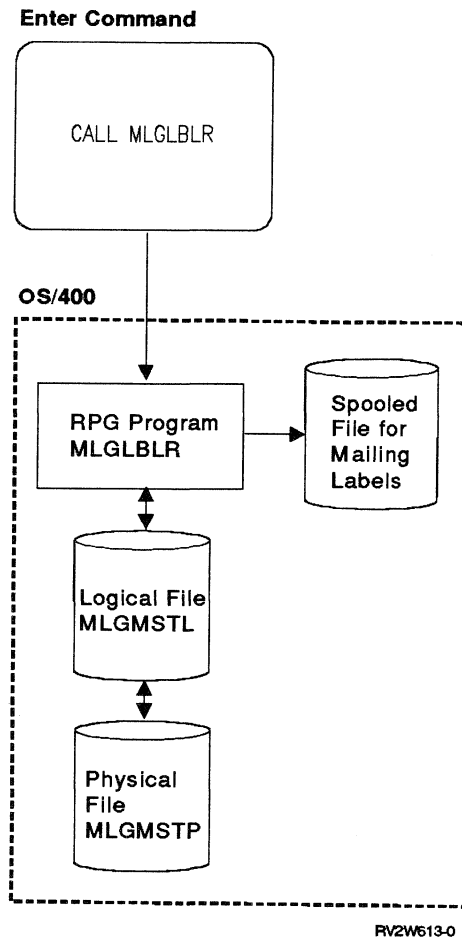 Enter Command
CALL MLGLBLR
OS/400
RPG Program
MLGLBLR
Spooled
File for
Mailing
Labels
Logical File
MLGMSTL
Physical
File
MLGMSTP
RV2W613-0